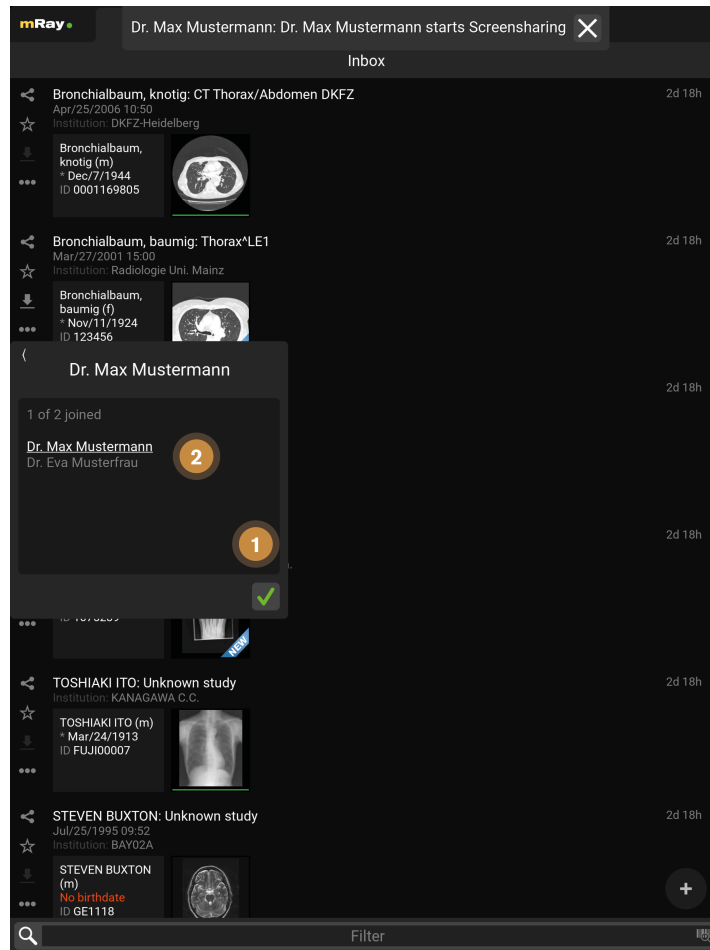 mRay
Dr. Max Mustermann: Dr. Max Mustermann starts Screensharing
Inbox
Bronchialbaum, knotig: CT Thorax/Abdomen DKFZ
2d 18h
Apr/25/2006 10:50
Institution: DKFZ-Heidelberg
Bronchialbaum,
knotig (m)
* Dec/7/1944
ID 0001169805
Bronchialbaum, baumig: Thorax^LE1
2d 18h
Mar/27/2001 15:00
Institution: Radiologie Uni. Mainz
Bronchialbaum,
baumig (f)
* Nov/11/1924
ID 123456
Dr. Max Mustermann
2d 18h
1 of 2 joined
Dr. Max Mustermann
Dr. Eva Musterfrau
2
1
2d 18h
NEW
TOSHIAKI ITO: Unknown study
2d 18h
Institution: KANAGAWA C.C.
TOSHIAKI ITO (m)
* Mar/24/1913
ID FUJI00007
STEVEN BUXTON: Unknown study
2d 18h
Jul/25/1995 09:52
Institution: BAY02A
STEVEN BUXTON
(m)
No birthdate
ID GE1118
Filter